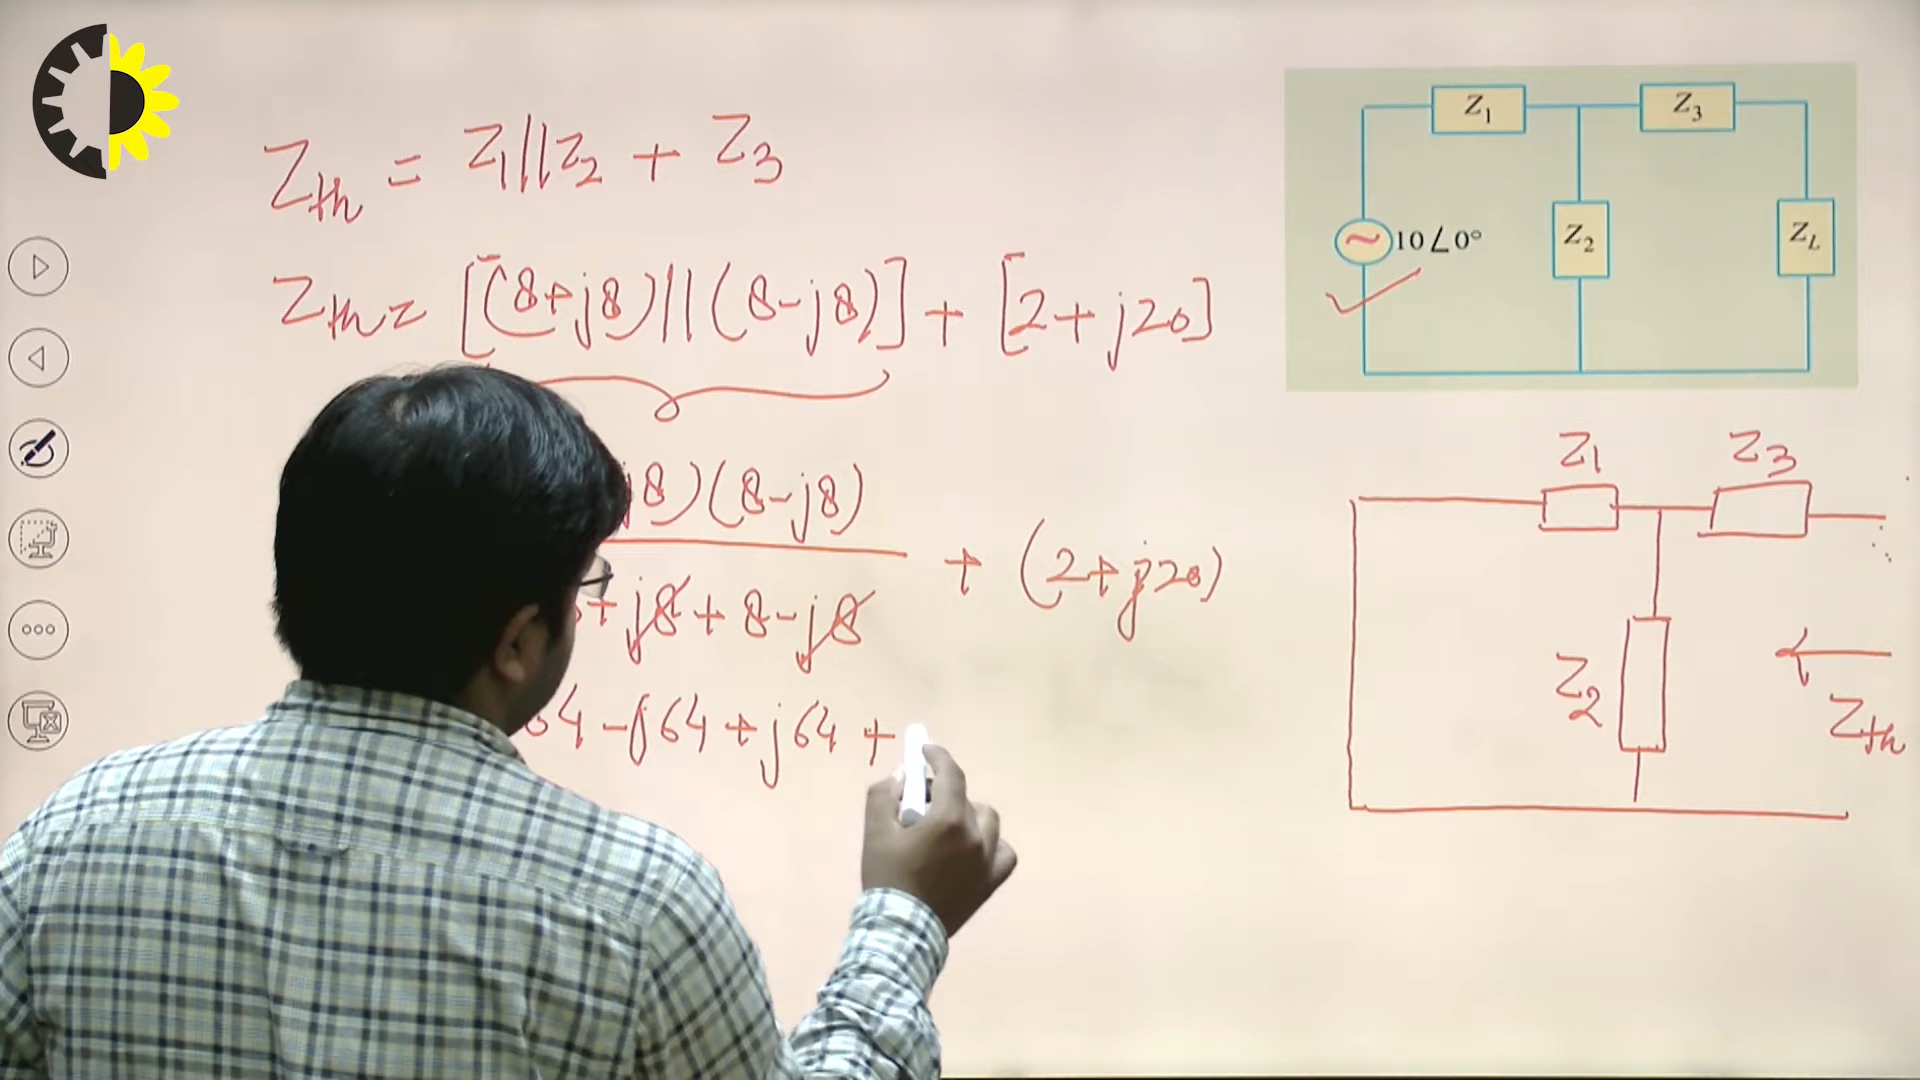 Zth = Z1||Z2 + Z3
Zth = [(8+j8)||(8-j8)] + [2+j20]
j8)(8-j8)
+ j8 + 8 - j8
+ (2+j20)
64 - j64 + j64 +
Z1
Z3
10∠0°
Z2
ZL
Z1
Z3
Z2
Zth